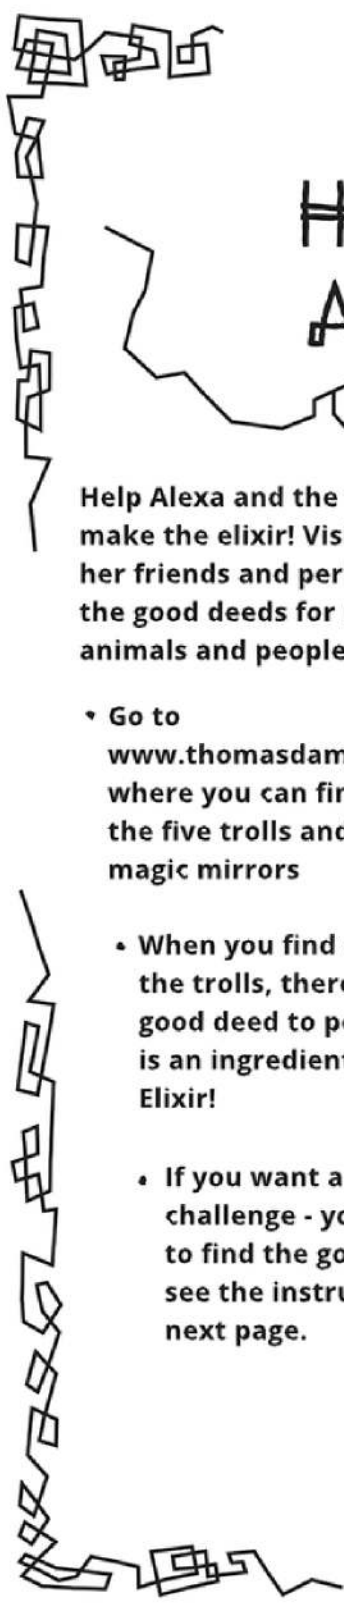 H
A
Help Alexa and the
make the elixir! Vis
her friends and per
the good deeds for
animals and people
• Go to
www.thomasdam
where you can fin
the five trolls and
magic mirrors
• When you find
the trolls, there
good deed to pe
is an ingredient
Elixir!
• If you want a
challenge - yo
to find the go
see the instru
next page.